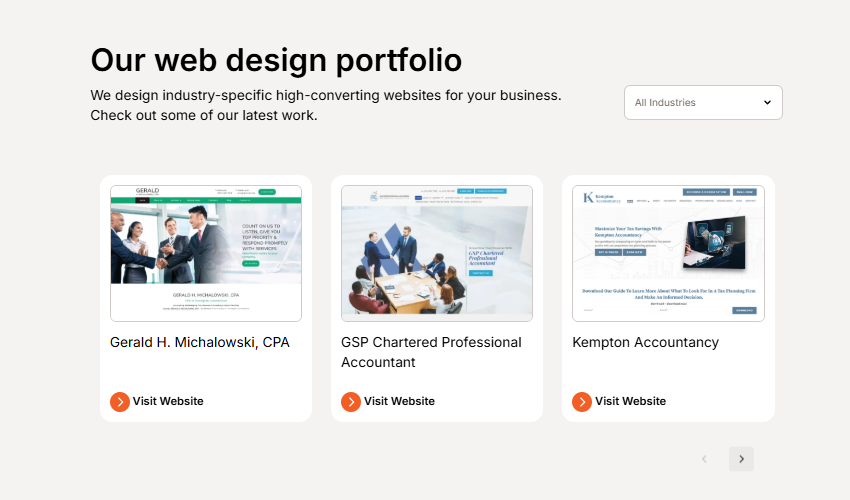 Our web design portfolio
We design industry-specific high-converting websites for your business.
Check out some of our latest work.
All Industries
GERALD
COUNT ON US TO
LISTEN, GIVE YOU
TOP PRIORITY &
RESPOND PROMPTLY
WITH SERVICES
GERALD H. MICHALOWSKI, CPA
GSP Chartered
Professional
Accountant
Kempton
Accountancy
Maximize Your Tax Savings With
Kempton Accountancy
Download Our Guide To Learn More About What To Look For In A Tax Planning Firm
And Make An Informed Decision.
Gerald H. Michalowski, CPA
GSP Chartered Professional
Accountant
Kempton Accountancy
Visit Website
Visit Website
Visit Website